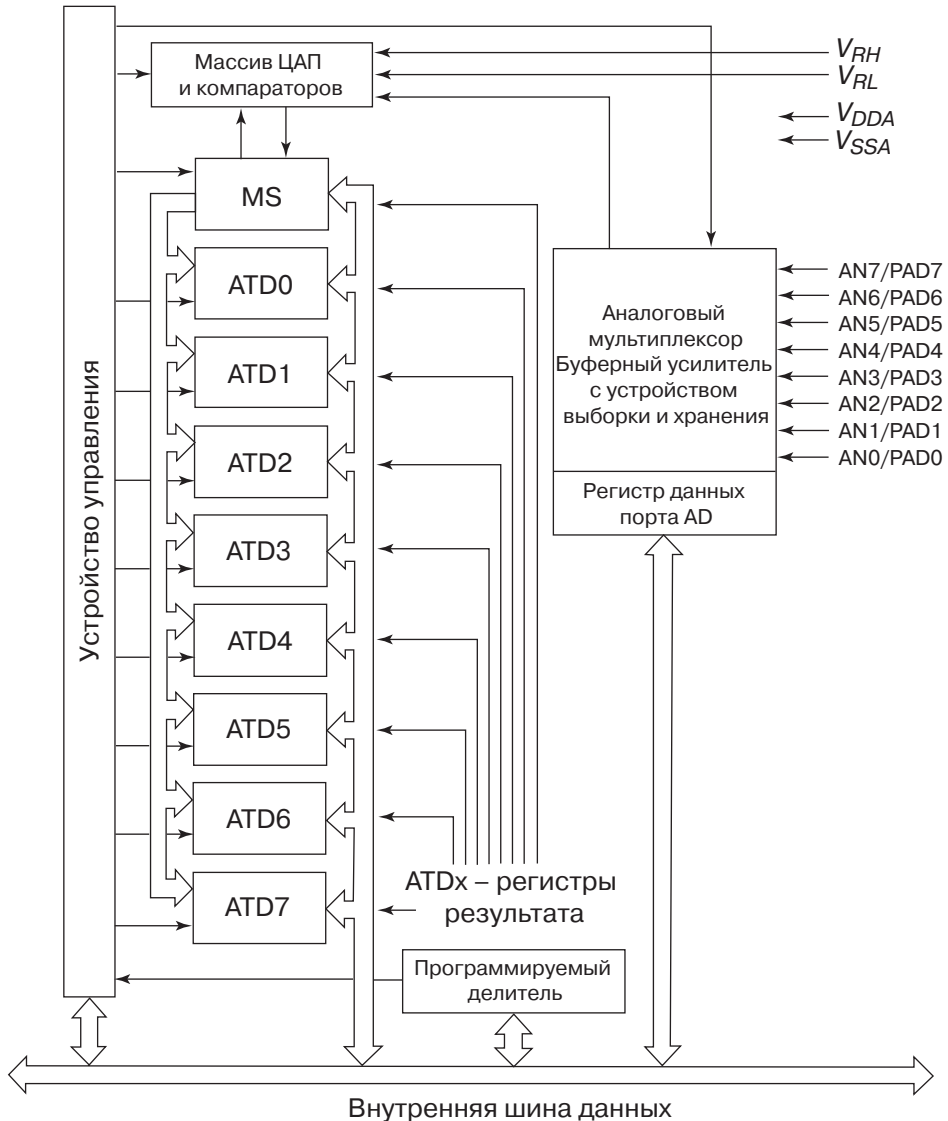 Массив ЦАП
и компараторов
V_RH
V_RL
V_DDA
V_SSA
MS
ATD0
ATD1
ATD2
ATD3
ATD4
ATD5
ATD6
ATD7
Устройство управления
Аналоговый
мультиплексор
Буферный усилитель
с устройством
выборки и хранения
Регистр данных
порта AD
AN7/PAD7
AN6/PAD6
AN5/PAD5
AN4/PAD4
AN3/PAD3
AN2/PAD2
AN1/PAD1
AN0/PAD0
ATDx – регистры
результата
Программируемый
делитель
Внутренняя шина данных